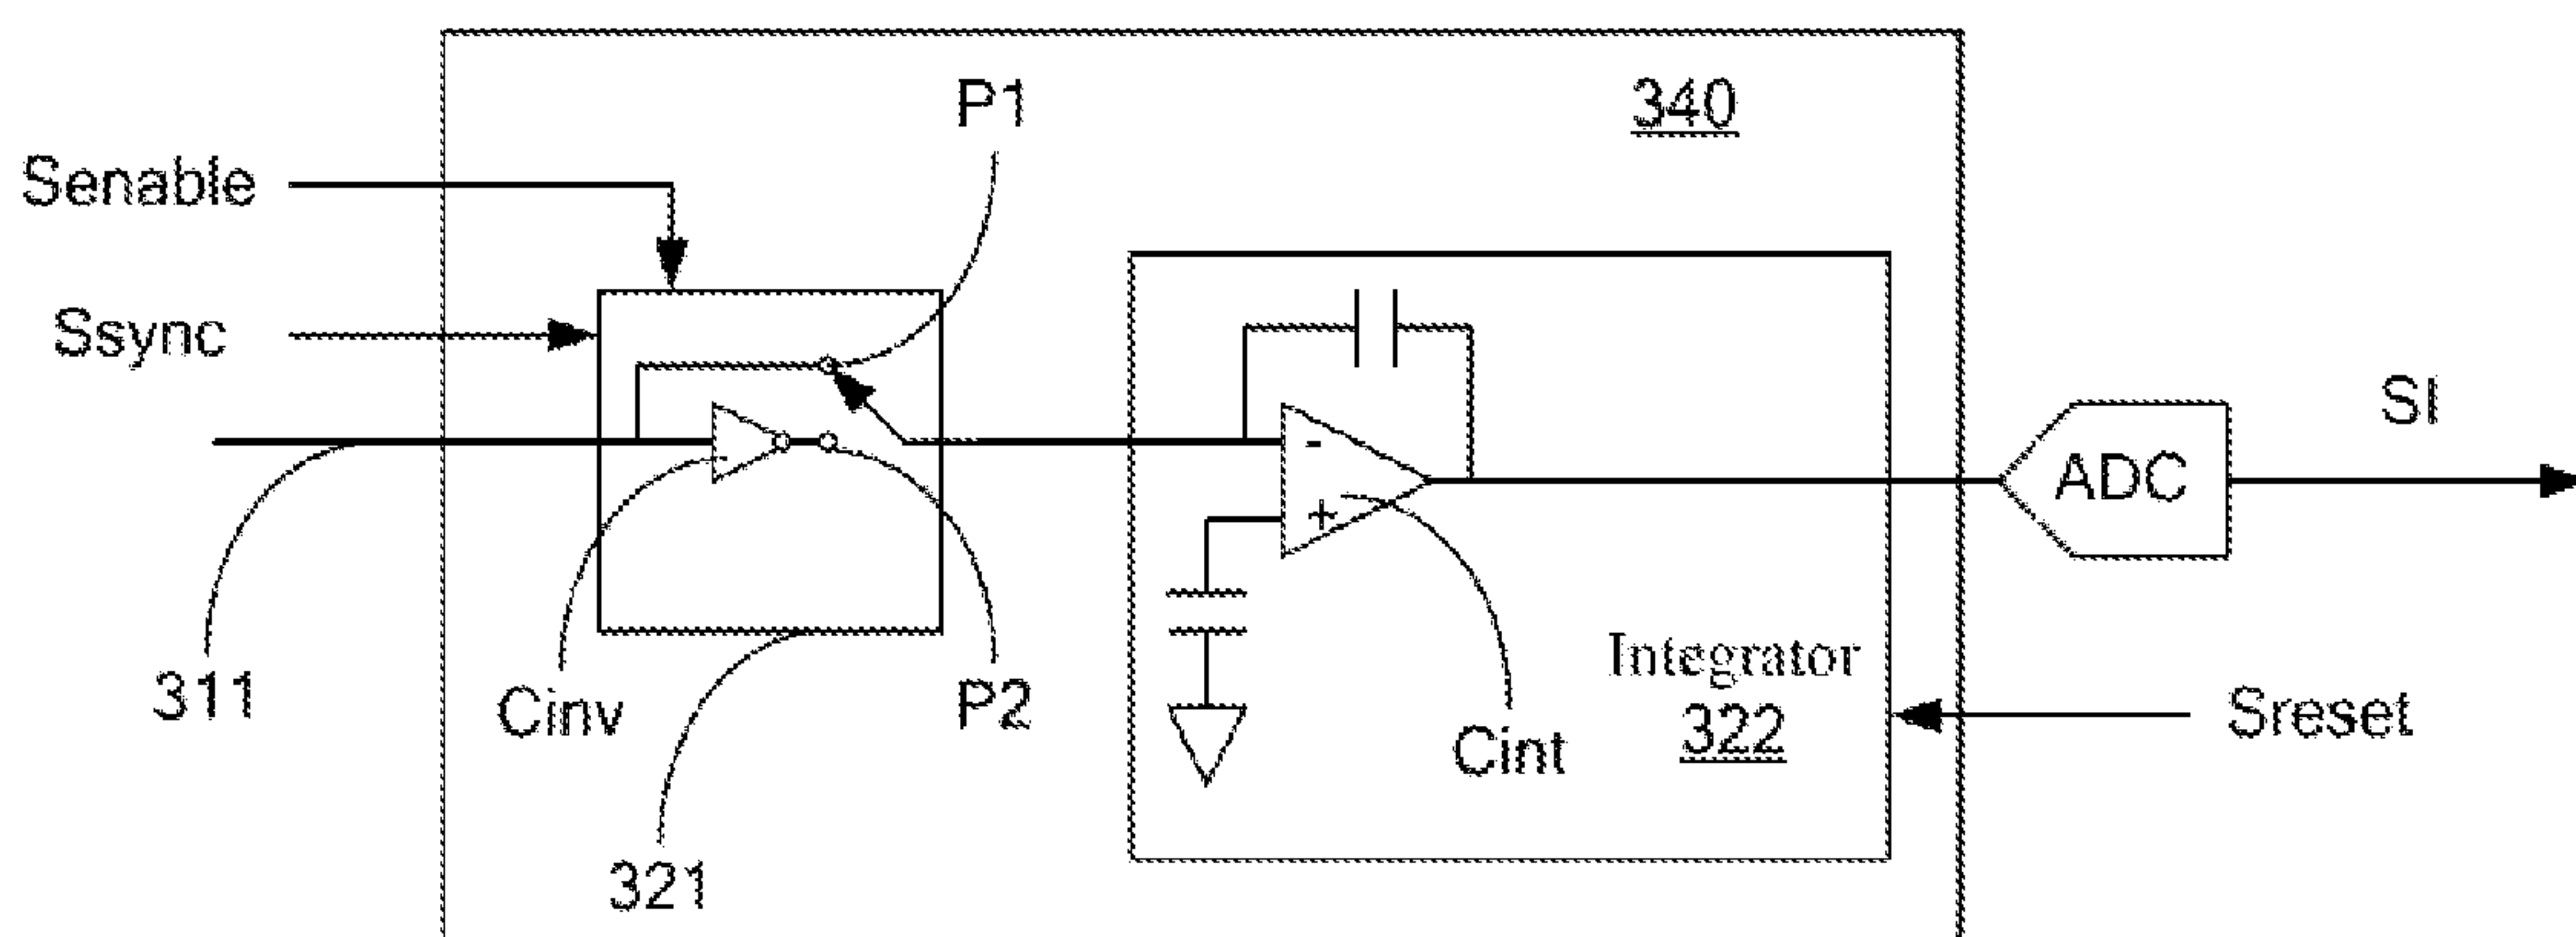 P1
340
Senable
Ssync
SI
-
ADC
+
311
Cinv
P2
Integrator
322
Cint
Sreset
321